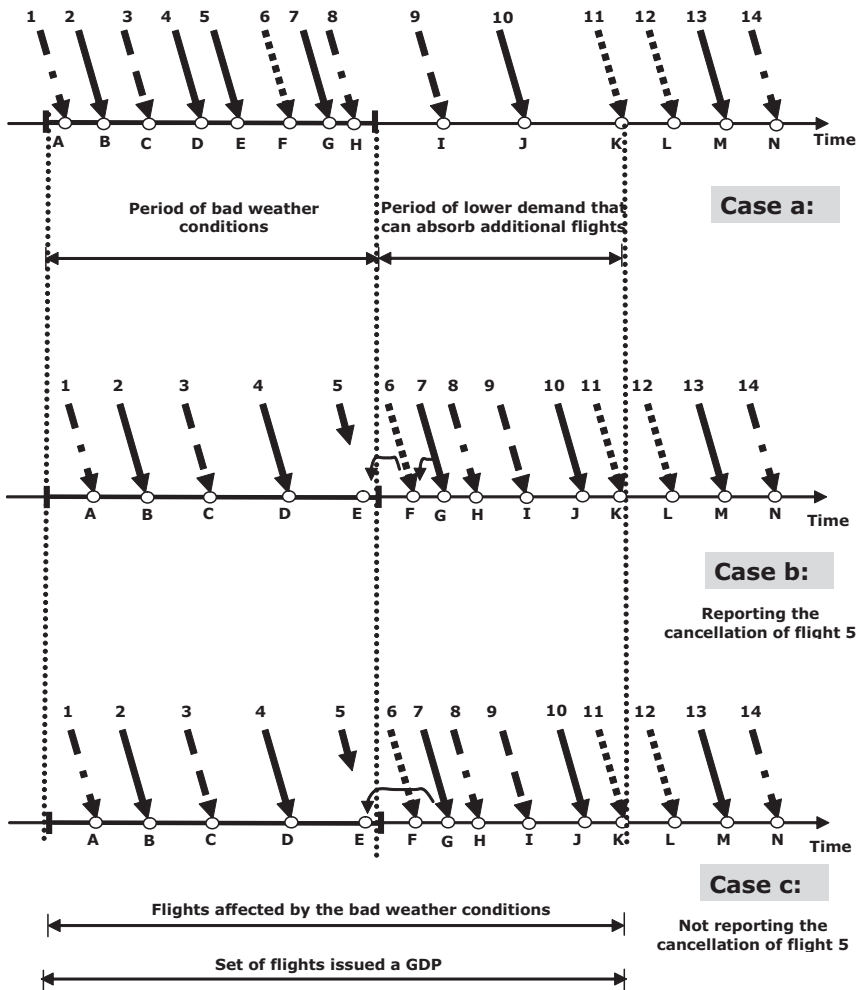 1 2 3 4 5 6 7 8 9 10 11 12 13 14
A B C D E F G H I J K L M N Time
Period of bad weather
conditions
Period of lower demand that
can absorb additional flights
Case a:
1 2 3 4 5 6 7 8 9 10 11 12 13 14
A B C D E F G H I J K L M N Time
Case b:
Reporting the
cancellation of flight 5
1 2 3 4 5 6 7 8 9 10 11 12 13 14
A B C D E F G H I J K L M N Time
Case c:
Flights affected by the bad weather conditions
Not reporting the
cancellation of flight 5
Set of flights issued a GDP